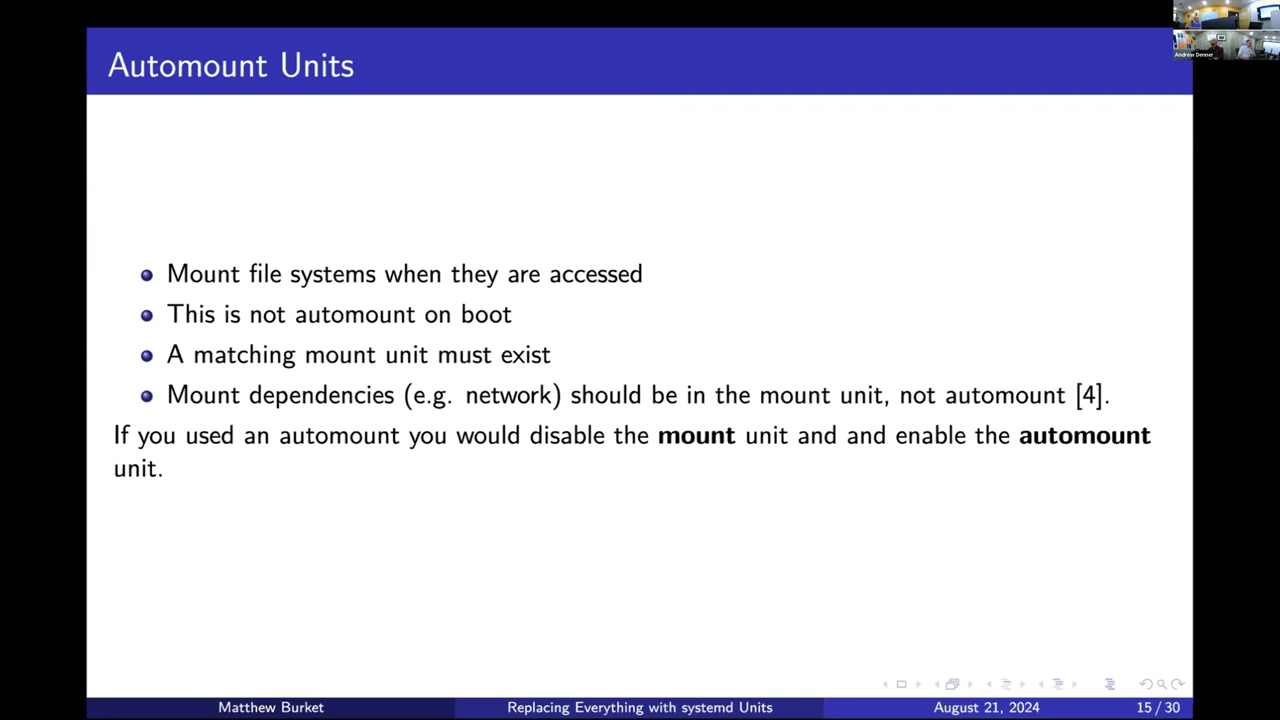 Automount Units
Andrew Denner
Mount file systems when they are accessed
This is not automount on boot
A matching mount unit must exist
Mount dependencies (e.g. network) should be in the mount unit, not automount [4].
If you used an automount you would disable the mount unit and and enable the automount
unit.
Matthew Burket
Replacing Everything with systemd Units
August 21, 2024
15 / 30